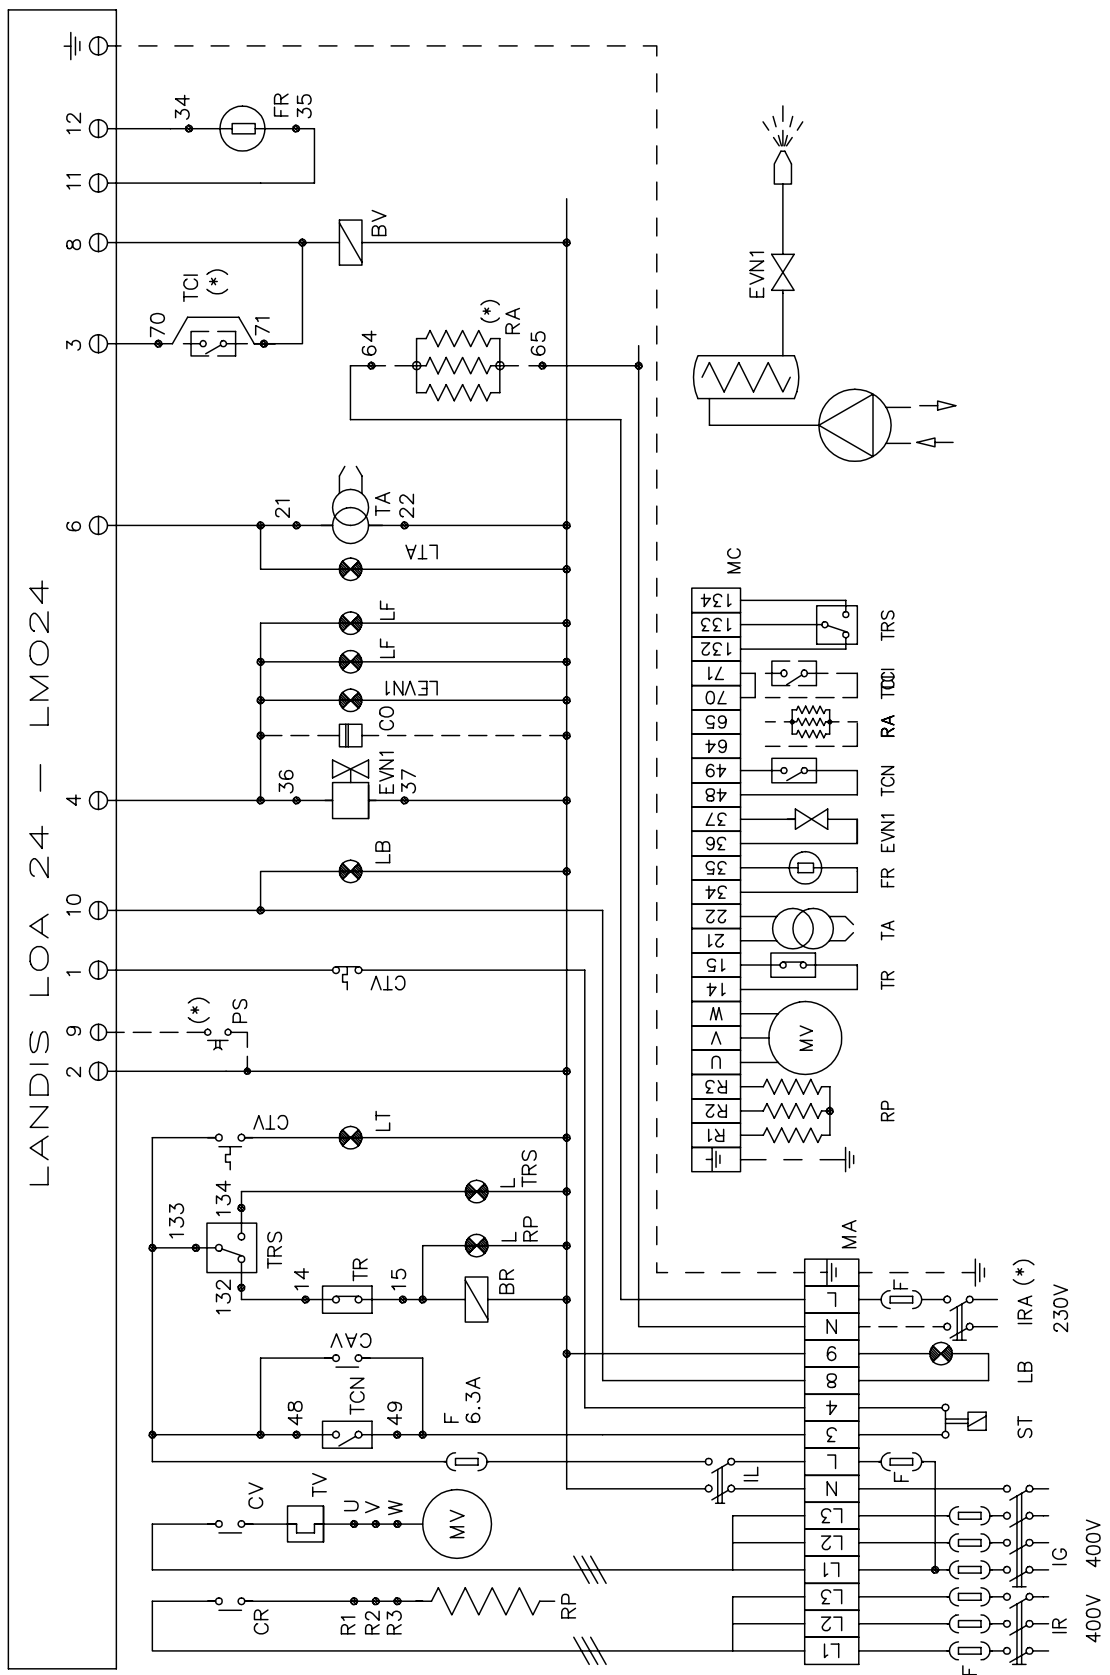 LANDIS LOA 24 - LMO24
12
11
8
3
6
4
10
1
9
2
34
FR
35
BV
70
TCI
(*)
71
64
(*)
RA
65
EVN1
21
TA
22
LTA
LF
LF
LEVN1
CO
36
EVN1
37
LB
CTV
(*)
PS
CTV
LT
133
134
TRS
132
L
TRS
14
TR
15
L
RP
BR
CAV
48
TCN
49
F
6.3A
IL
CV
TV
U
V
W
MV
CR
R1
R2
R3
RP
MC
134
133
132
71
70
65
64
49
48
37
36
35
34
22
21
15
14
W
V
U
R3
R2
R1
TRS
RA
TCN
EVN1
FR
TA
TR
MV
RP
MA
L
N
9
8
4
3
L
N
L3
L2
L1
L3
L2
L1
F
IRA (*)
230V
LB
ST
F
IG
400V
IR
400V
F